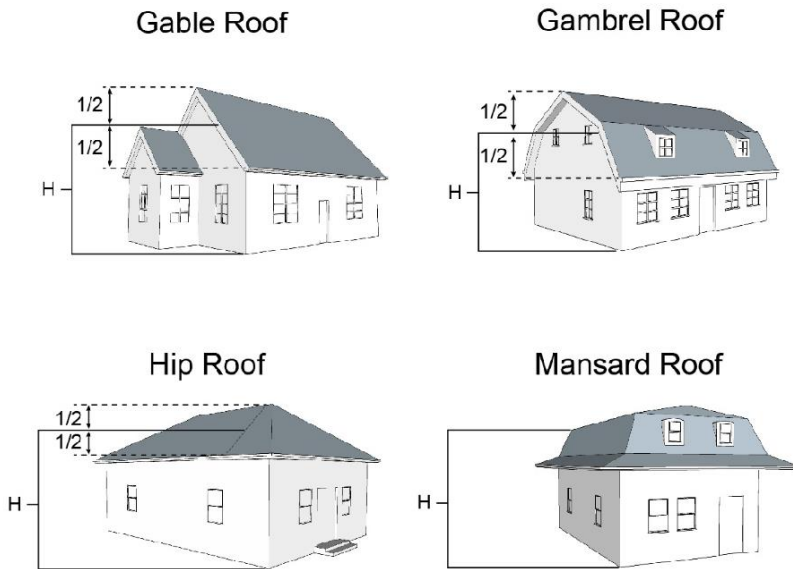 Gable Roof
1/2
1/2
H
Gambrel Roof
1/2
1/2
H
Hip Roof
1/2
1/2
H
Mansard Roof
H